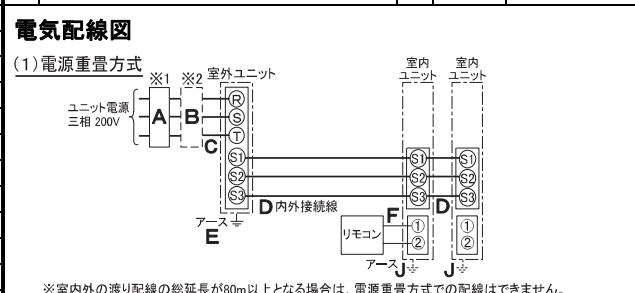 電気配線図
(1)電源重畳方式
※1 ※2 室外ユニット
室内ユニット
室内ユニット
ユニット電源
三相 200V
A
B
C
R
S
T
S1
S2
S3
D 内外接続線
アース
E
S1
S2
S3
D
S1
S2
S3
F
リモコン
①
②
①
②
アース J
J
※室内外の渡り配線の総延長が80m以上となる場合は、電源重畳方式での配線はできません。